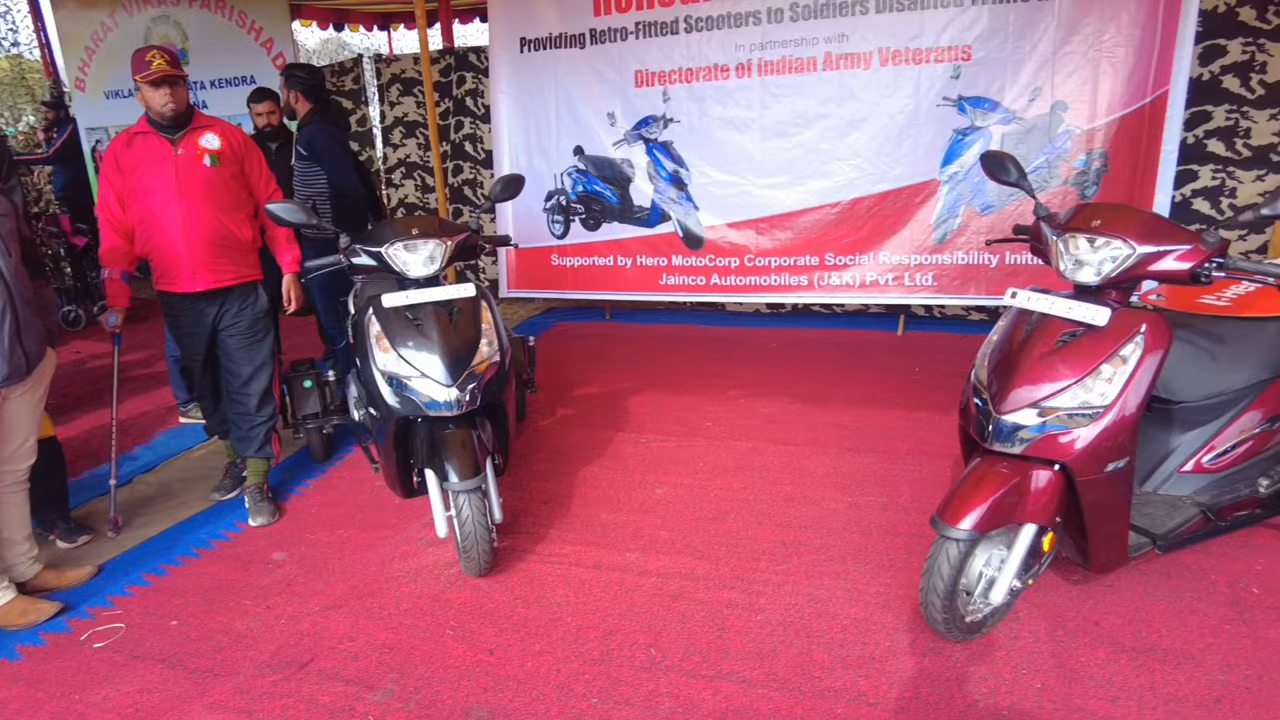 BHARAT VIKAS PARISHAD
KENDRA
Providing Retro-Fitted Scooters to Soldiers Disabled
In partnership with
Directorate of Indian Army Veterans
Supported by Hero MotoCorp Corporate Social Responsibility
Jainco Automobiles (J&K) Pvt. Ltd.